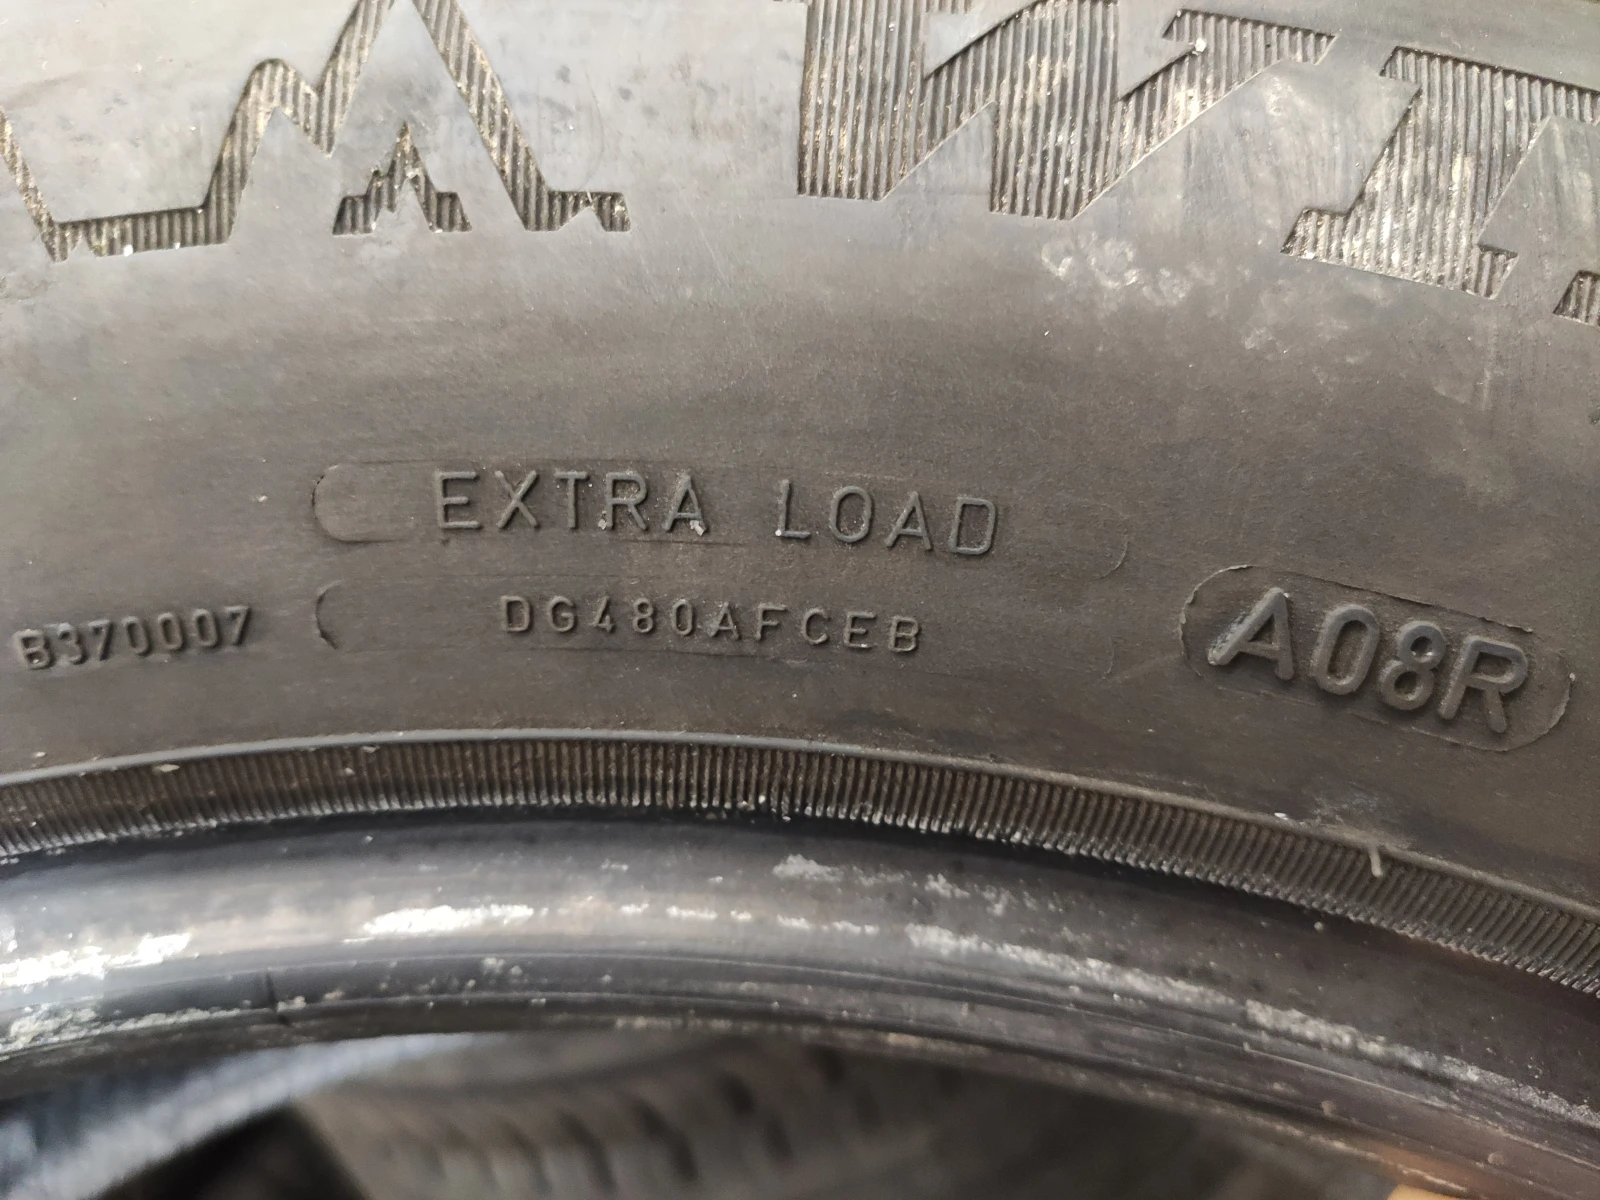 EXTRA LOAD
B370007
DG480AFCEB
A08R